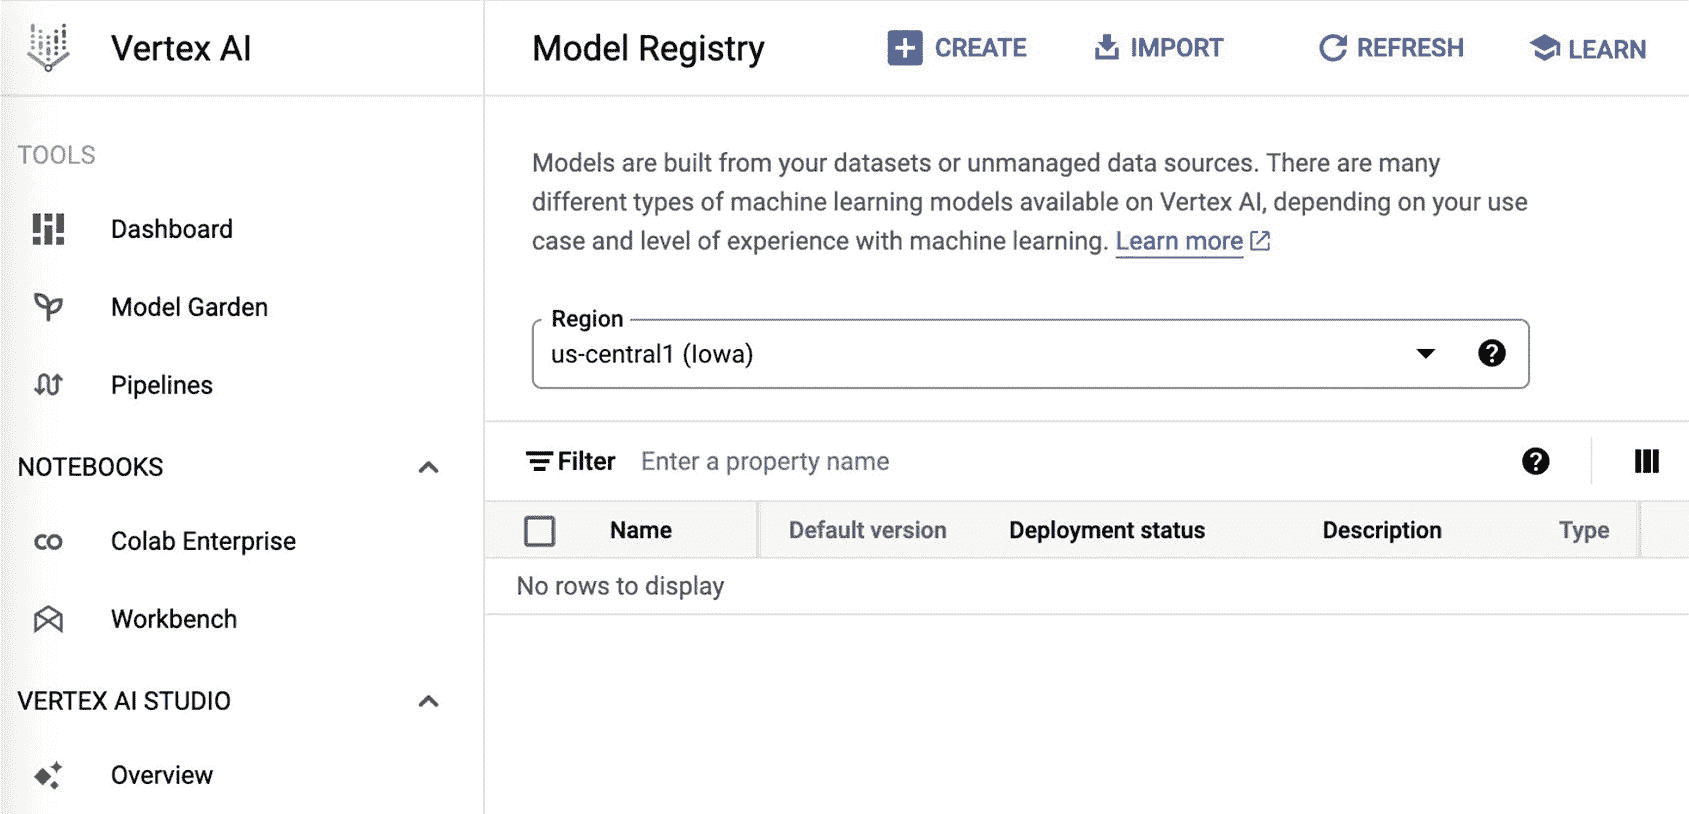 Vertex AI
Model Registry
CREATE
IMPORT
REFRESH
LEARN
TOOLS
Dashboard
Model Garden
Pipelines
NOTEBOOKS
Colab Enterprise
Workbench
VERTEX AI STUDIO
Overview
Models are built from your datasets or unmanaged data sources. There are many
different types of machine learning models available on Vertex AI, depending on your use
case and level of experience with machine learning. Learn more
Region
us-central1 (Iowa)
Filter Enter a property name
Name Default version Deployment status Description Type
No rows to display